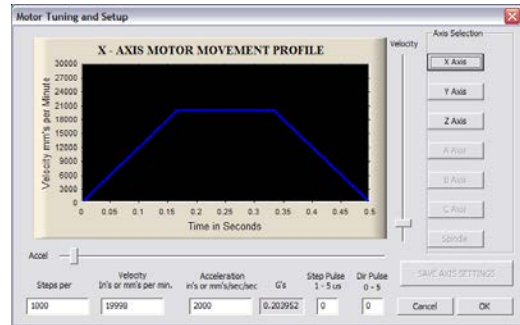 Motor Tuning and Setup
X - AXIS MOTOR MOVEMENT PROFILE
Velocity mm's per Minute
30000
27000
24000
21000
18000
15000
12000
9000
6000
3000
0
0 0.05 0.1 0.15 0.2 0.25 0.3 0.35 0.4 0.45 0.5
Time in Seconds
Velocity
Axis Selection
X Axis
Y Axis
Z Axis
A Axis
B Axis
C Axis
Spindle
Accel
Steps per
Velocity
In's or mm's per min.
Acceleration
in's or mm's/sec/sec
G's
Step Pulse
1 - 5 us
Dir Pulse
0 - 5
1000
19998
2000
0.203952
0
0
SAVE AXIS SETTINGS
Cancel
OK